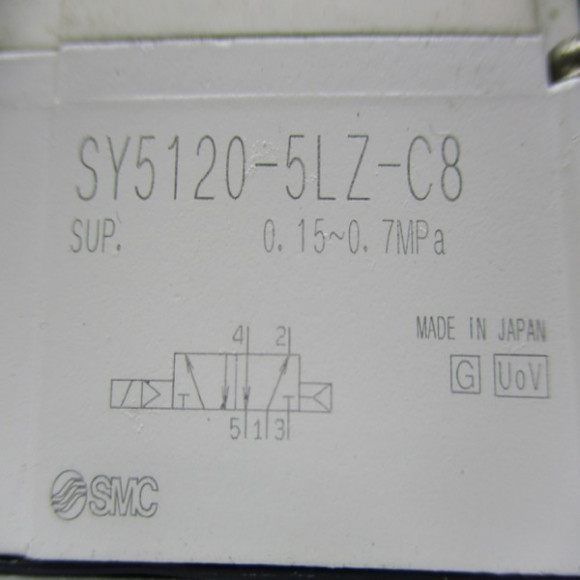 SY5120-5LZ-C8
SUP. 0.15~0.7MPa
MADE IN JAPAN
G UoV
4 2
5 1 3
SMC